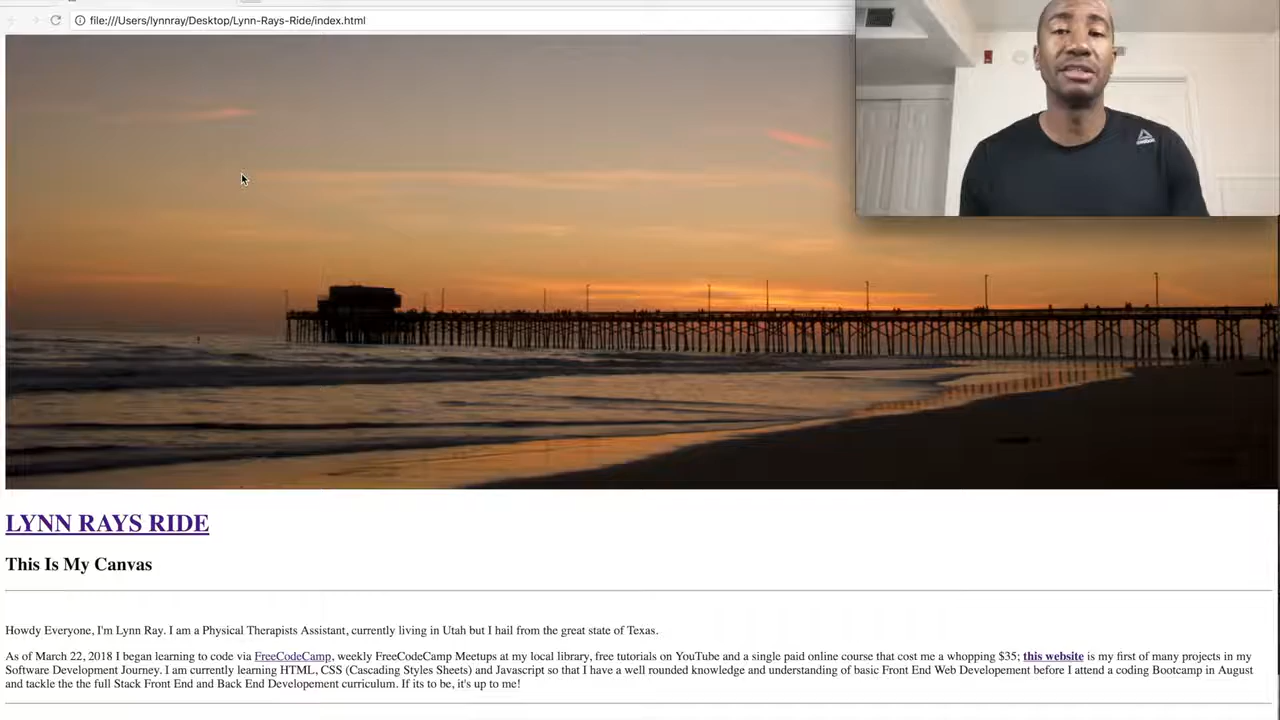 file:///Users/lynnray/Desktop/Lynn-Rays-Ride/index.html
LYNN RAYS RIDE
This Is My Canvas
Howdy Everyone, I'm Lynn Ray. I am a Physical Therapists Assistant, currently living in Utah but I hail from the great state of Texas.
As of March 22, 2018 I began learning to code via FreeCodeCamp, weekly FreeCodeCamp Meetups at my local library, free tutorials on YouTube and a single paid online course that cost me a whopping $35; this website is my first of many projects in my
Software Development Journey. I am currently learning HTML, CSS (Cascading Styles Sheets) and Javascript so that I have a well rounded knowledge and understanding of basic Front End Web Developement before I attend a coding Bootcamp in August
and tackle the the full Stack Front End and Back End Developement curriculum. If its to be, it's up to me!